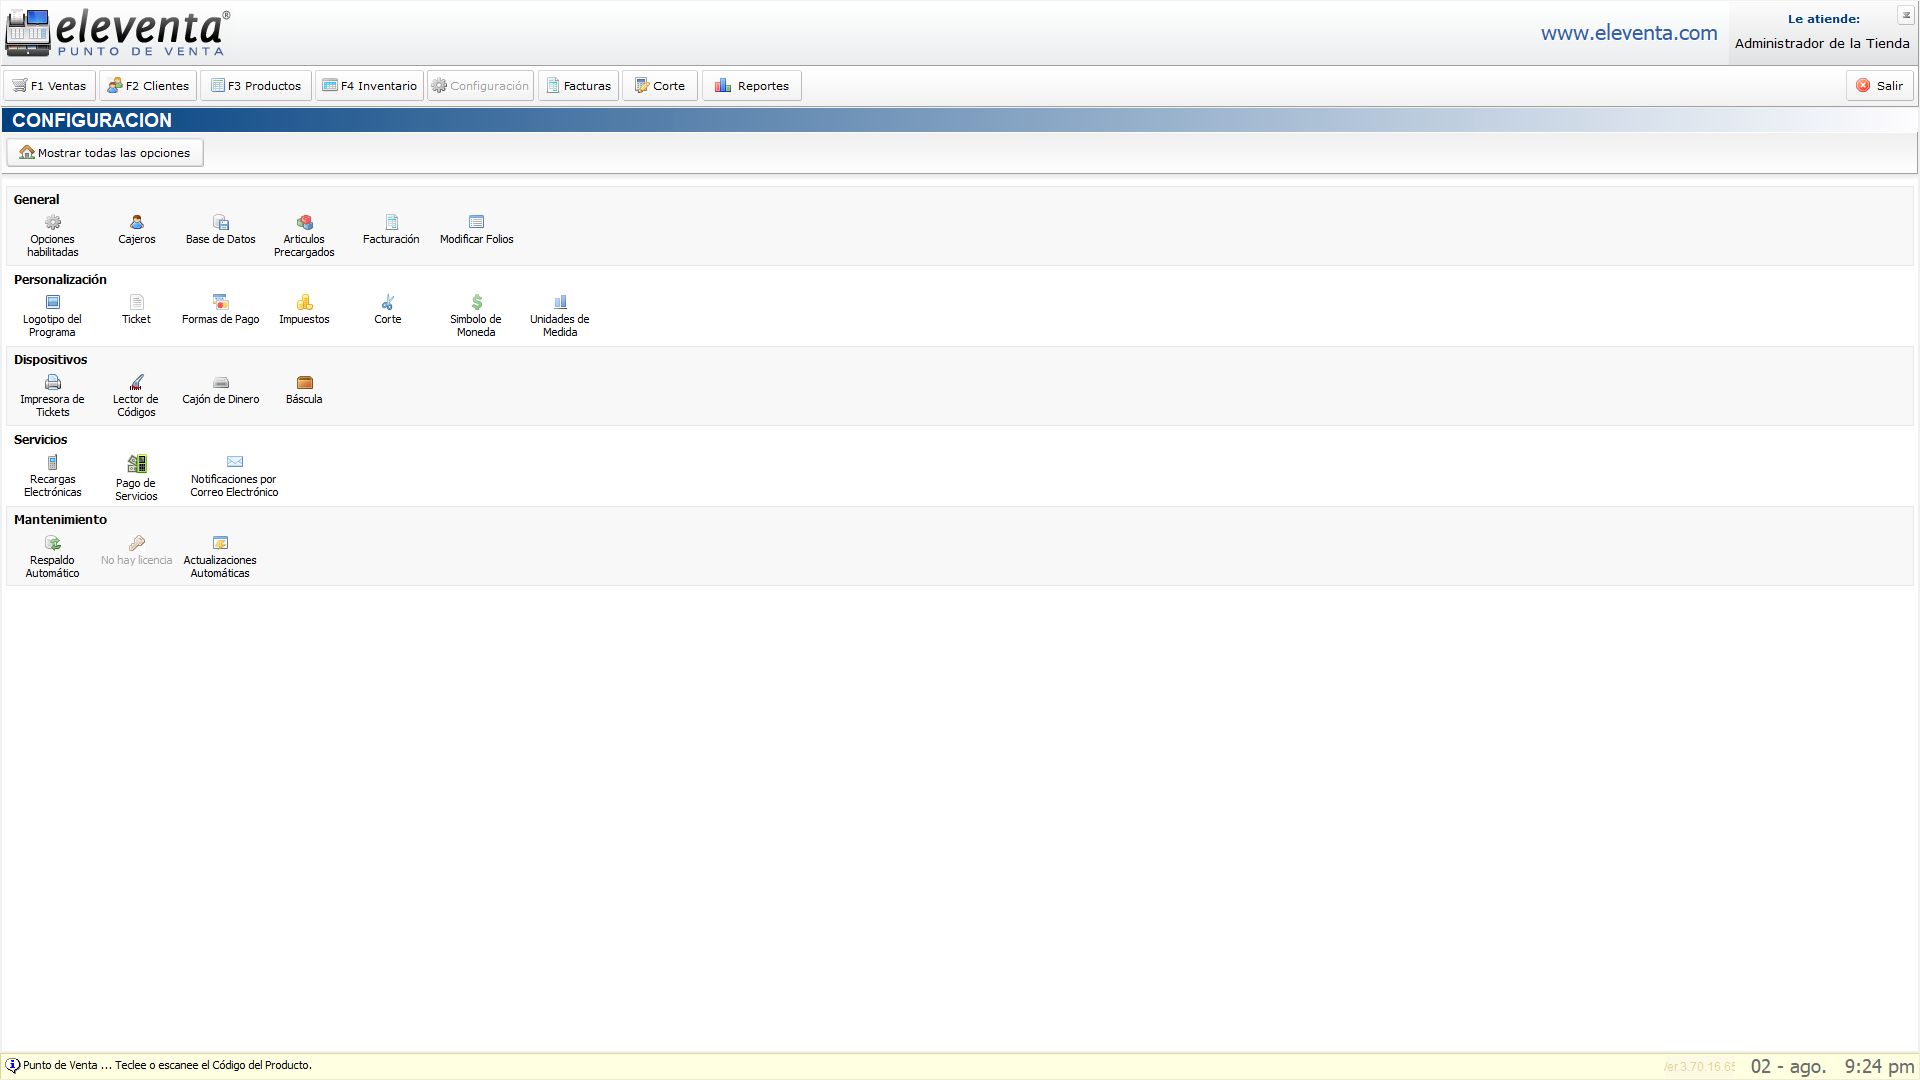 eleventa®
PUNTO DE VENTA
www.eleventa.com
Le atiende:
Administrador de la Tienda
F1 Ventas
F2 Clientes
F3 Productos
F4 Inventario
Configuración
Facturas
Corte
Reportes
Salir
CONFIGURACION
Mostrar todas las opciones
General
Opciones
habilitadas
Cajeros
Base de Datos
Articulos
Precargados
Facturación
Modificar Folios
Personalización
Logotipo del
Programa
Ticket
Formas de Pago
Impuestos
Corte
Simbolo de
Moneda
Unidades de
Medida
Dispositivos
Impresora de
Tickets
Lector de
Códigos
Cajón de Dinero
Báscula
Servicios
Recargas
Electrónicas
Pago de
Servicios
Notificaciones por
Correo Electrónico
Mantenimiento
Respaldo
Automático
No hay licencia
Actualizaciones
Automáticas
Punto de Venta ... Teclee o escanee el Código del Producto.
02 - ago.
9:24 pm